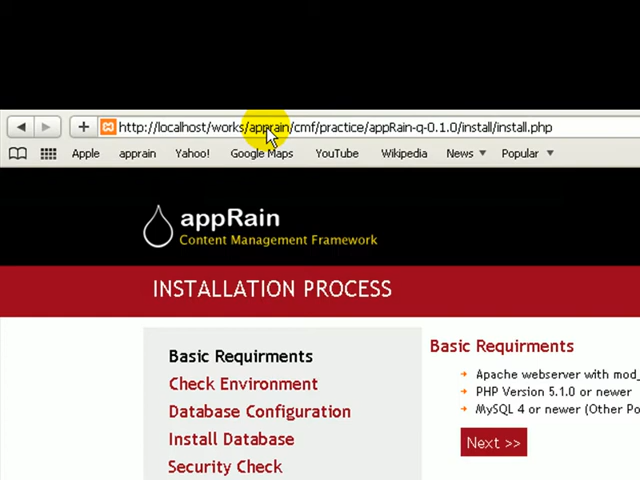 http://localhost/works/apprain/cmf/practice/appRain-q-0.1.0/install/install.php
Apple apprain Yahoo! Google Maps YouTube Wikipedia News Popular
appRain
Content Management Framework
INSTALLATION PROCESS
Basic Requirments
Check Environment
Database Configuration
Install Database
Security Check
Basic Requirments
Apache webserver with mod_
PHP Version 5.1.0 or newer
MySQL 4 or newer (Other Po
Next >>